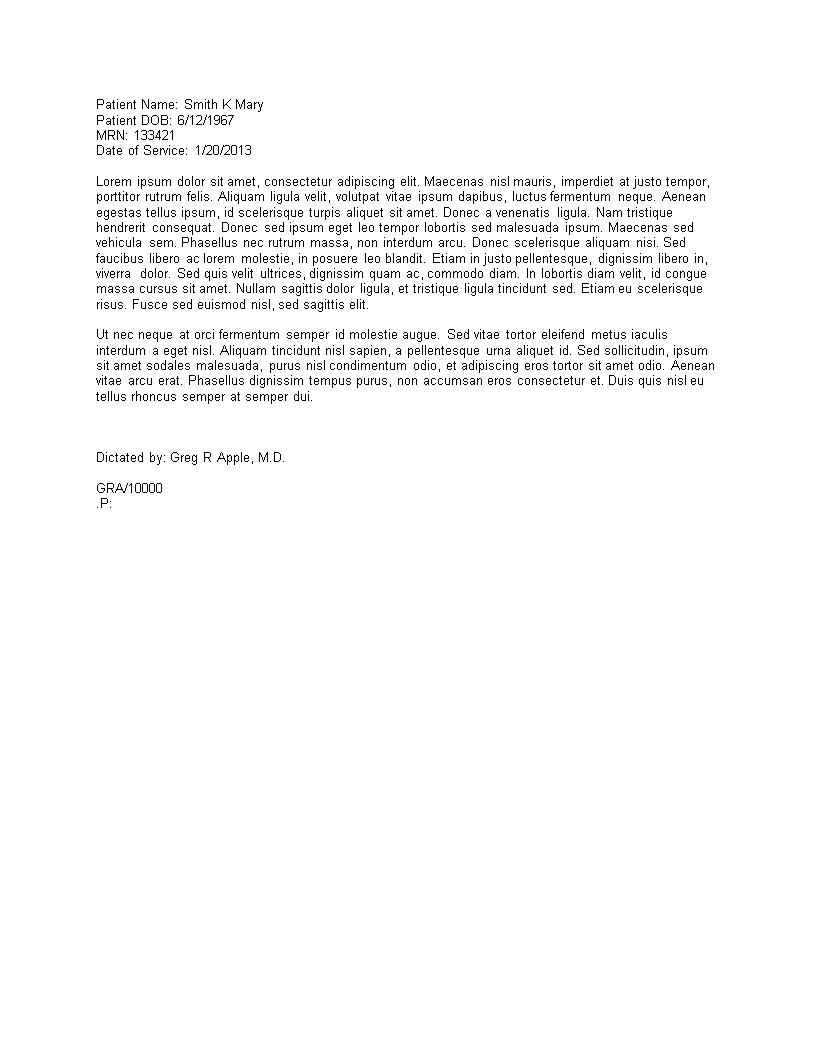 Patient Name: Smith K Mary
Patient DOB: 6/12/1967
MRN: 133421
Date of Service: 1/20/2013
Lorem ipsum dolor sit amet, consectetur adipiscing elit. Maecenas nisl mauris, imperdiet at justo tempor,
porttitor rutrum felis. Aliquam ligula velit, volutpat vitae ipsum dapibus, luctus fermentum neque. Aenean
egestas tellus ipsum, id scelerisque turpis aliquet sit amet. Donec a venenatis ligula. Nam tristique
hendrerit consequat. Donec sed ipsum eget leo tempor lobortis sed malesuada ipsum. Maecenas sed
vehicula sem. Phasellus nec rutrum massa, non interdum arcu. Donec scelerisque aliquam nisi. Sed
faucibus libero ac lorem molestie, in posuere leo blandit. Etiam in justo pellentesque, dignissim libero in,
viverra dolor. Sed quis velit ultrices, dignissim quam ac, commodo diam. In lobortis diam velit, id congue
massa cursus sit amet. Nullam sagittis dolor ligula, et tristique ligula tincidunt sed. Etiam eu scelerisque
risus. Fusce sed euismod nisl, sed sagittis elit.
Ut nec neque at orci fermentum semper id molestie augue. Sed vitae tortor eleifend metus iaculis
interdum a eget nisl. Aliquam tincidunt nisl sapien, a pellentesque urna aliquet id. Sed sollicitudin, ipsum
sit amet sodales malesuada, purus nisl condimentum odio, et adipiscing eros tortor sit amet odio. Aenean
vitae arcu erat. Phasellus dignissim tempus purus, non accumsan eros consectetur et. Duis quis nisl eu
tellus rhoncus semper at semper dui.
Dictated by: Greg R Apple, M.D.
GRA/10000
.P: